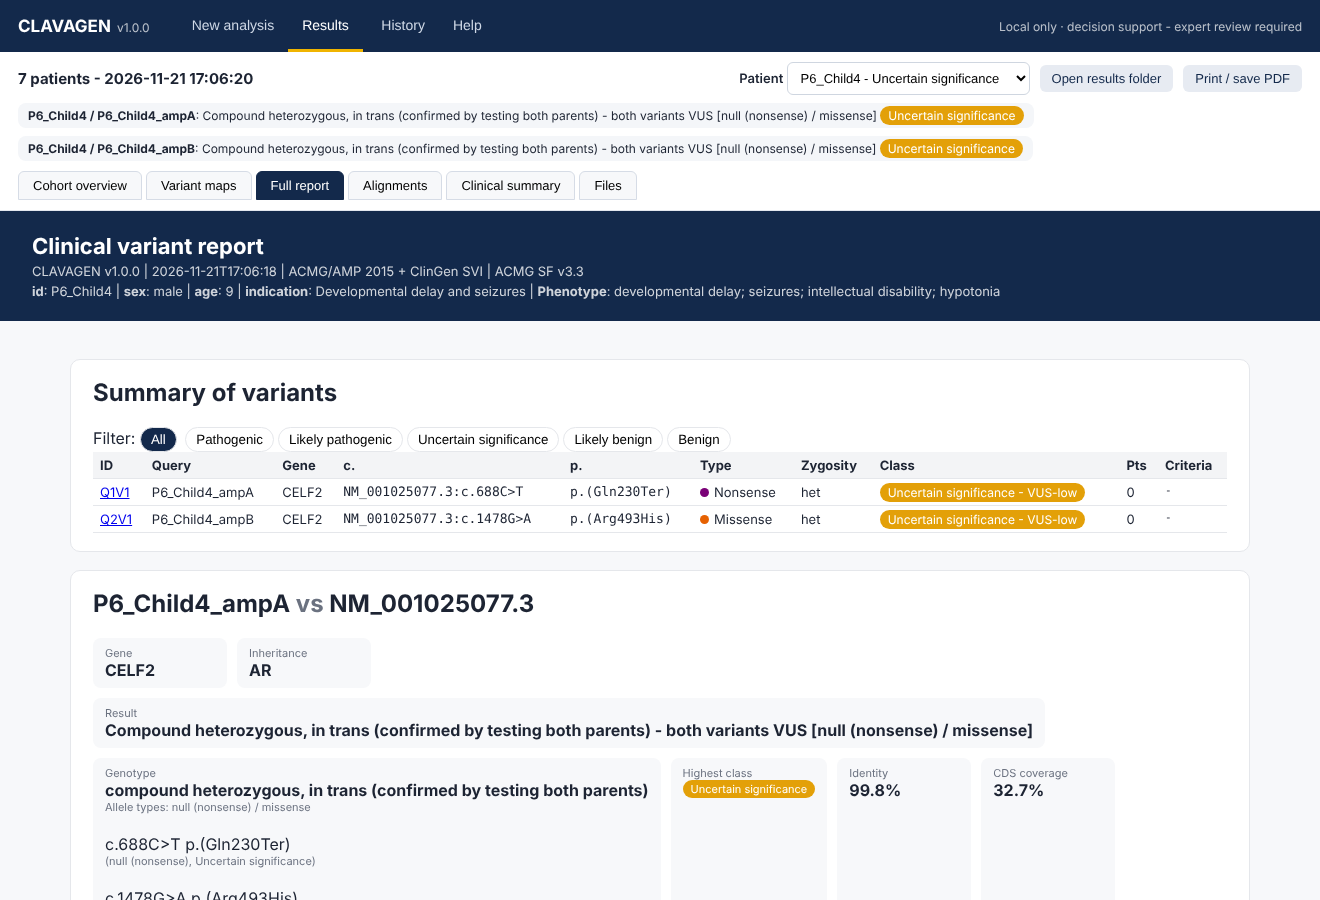 CLAVAGEN v1.0.0 New analysis Results History Help Local only · decision support - expert review required
7 patients - 2026-11-21 17:06:20 Patient P6_Child4 - Uncertain significance Open results folder Print / save PDF
P6_Child4 / P6_Child4_ampA: Compound heterozygous, in trans (confirmed by testing both parents) - both variants VUS [null (nonsense) / missense] Uncertain significance
P6_Child4 / P6_Child4_ampB: Compound heterozygous, in trans (confirmed by testing both parents) - both variants VUS [null (nonsense) / missense] Uncertain significance
Cohort overview Variant maps Full report Alignments Clinical summary Files
Clinical variant report
CLAVAGEN v1.0.0 | 2026-11-21T17:06:18 | ACMG/AMP 2015 + ClinGen SVI | ACMG SF v3.3
id: P6_Child4 | sex: male | age: 9 | indication: Developmental delay and seizures | Phenotype: developmental delay; seizures; intellectual disability; hypotonia
Summary of variants
Filter: All Pathogenic Likely pathogenic Uncertain significance Likely benign Benign
ID Query Gene c. p. Type Zygosity Class Pts Criteria
Q1V1 P6_Child4_ampA CELF2 NM_001025077.3:c.688C>T p.(Gln230Ter) Nonsense het Uncertain significance - VUS-low 0 -
Q2V1 P6_Child4_ampB CELF2 NM_001025077.3:c.1478G>A p.(Arg493His) Missense het Uncertain significance - VUS-low 0 -
P6_Child4_ampA vs NM_001025077.3
Gene Inheritance
CELF2 AR
Result
Compound heterozygous, in trans (confirmed by testing both parents) - both variants VUS [null (nonsense) / missense]
Genotype Highest class Identity CDS coverage
compound heterozygous, in trans (confirmed by testing both parents) Uncertain significance 99.8% 32.7%
Allele types: null (nonsense) / missense
c.688C>T p.(Gln230Ter)
(null (nonsense), Uncertain significance)
c.1478G>A p.(Arg493His)